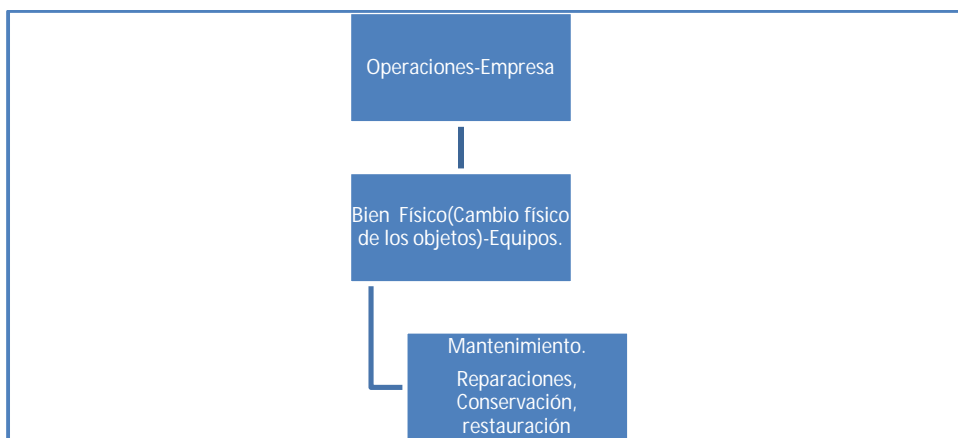 Operaciones-Empresa
Bien Físico(Cambio físico
de los objetos)-Equipos.
Mantenimiento.
Reparaciones,
Conservación,
restauración